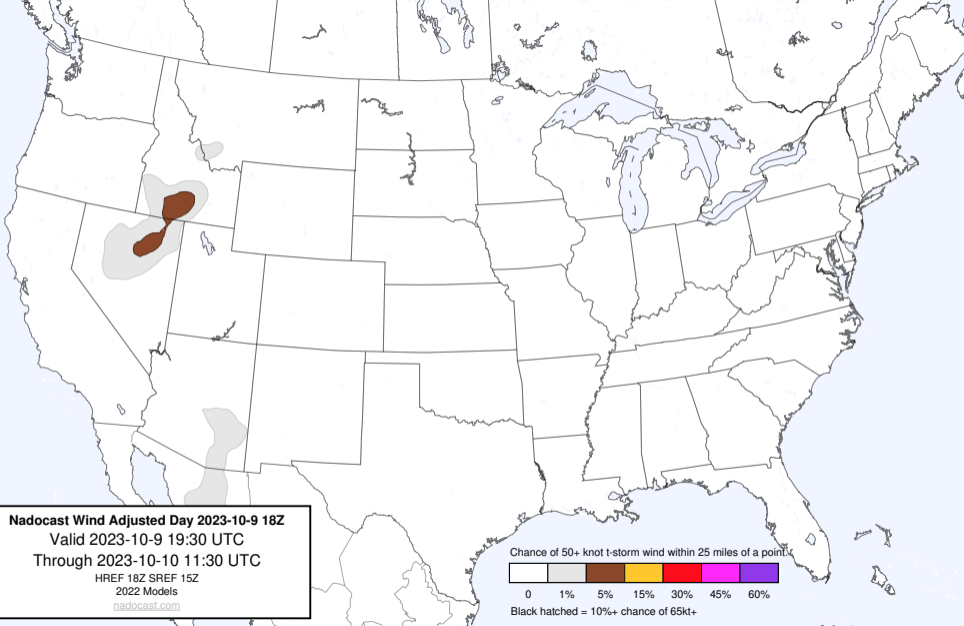 Nadocast Wind Adjusted Day 2023-10-9 18Z
Valid 2023-10-9 19:30 UTC
Through 2023-10-10 11:30 UTC
HREF 18Z SREF 15Z
2022 Models
nadocast.com
Chance of 50+ knot t-storm wind within 25 miles of a point.
0 1% 5% 15% 30% 45% 60%
Black hatched = 10%+ chance of 65kt+